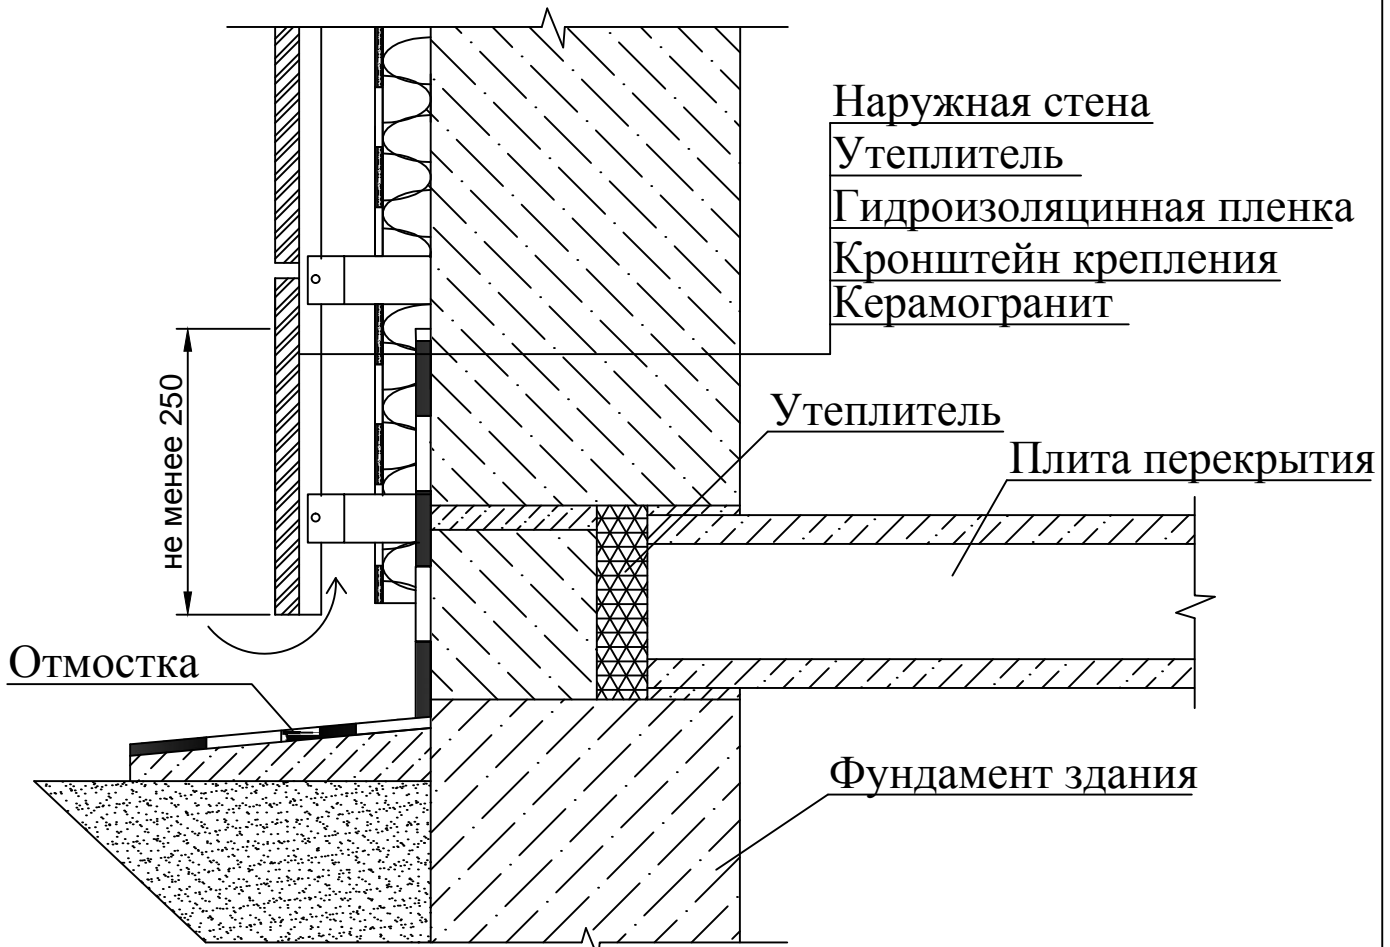 Наружная стена
Утеплитель
Гидроизоляцинная пленка
Кронштейн крепления
Керамогранит
не менее 250
Утеплитель
Плита перекрытия
Отмостка
Фундамент здания